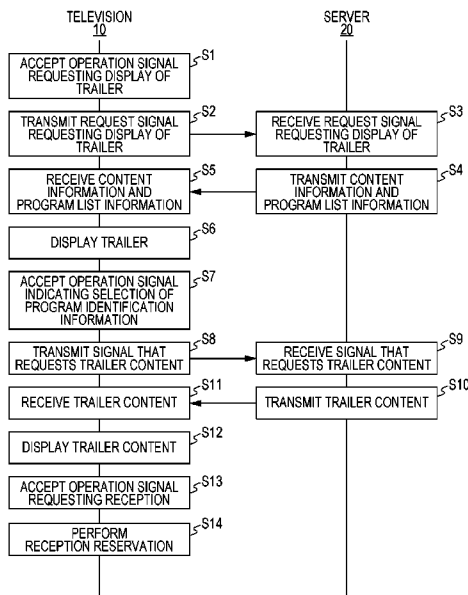 TELEVISION
10
SERVER
20
S1
ACCEPT OPERATION SIGNAL
REQUESTING DISPLAY OF
TRAILER
S2
TRANSMIT REQUEST SIGNAL
REQUESTING DISPLAY OF
TRAILER
S3
RECEIVE REQUEST SIGNAL
REQUESTING DISPLAY OF
TRAILER
S5
RECEIVE CONTENT
INFORMATION AND
PROGRAM LIST INFORMATION
S4
TRANSMIT CONTENT
INFORMATION AND
PROGRAM LIST INFORMATION
S6
DISPLAY TRAILER
S7
ACCEPT OPERATION SIGNAL
INDICATING SELECTION OF
PROGRAM IDENTIFICATION
INFORMATION
S8
TRANSMIT SIGNAL THAT
REQUESTS TRAILER CONTENT
S9
RECEIVE SIGNAL THAT
REQUESTS TRAILER CONTENT
S11
RECEIVE TRAILER CONTENT
S10
TRANSMIT TRAILER CONTENT
S12
DISPLAY TRAILER CONTENT
S13
ACCEPT OPERATION SIGNAL
REQUESTING RECEPTION
S14
PERFORM
RECEPTION RESERVATION